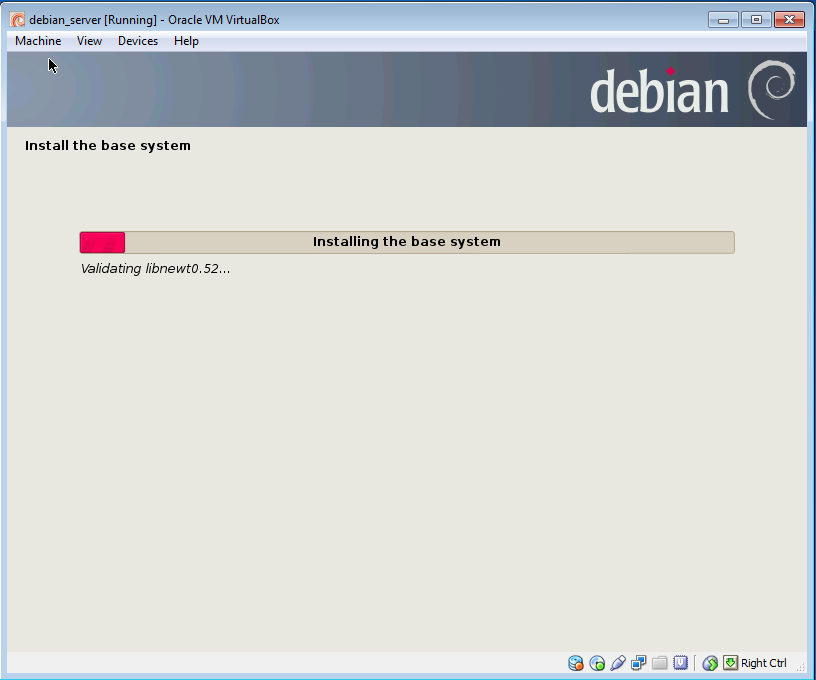 debian_server [Running] - Oracle VM VirtualBox
Machine View Devices Help
debian
Install the base system
Installing the base system
Validating libnewt0.52...
Right Ctrl